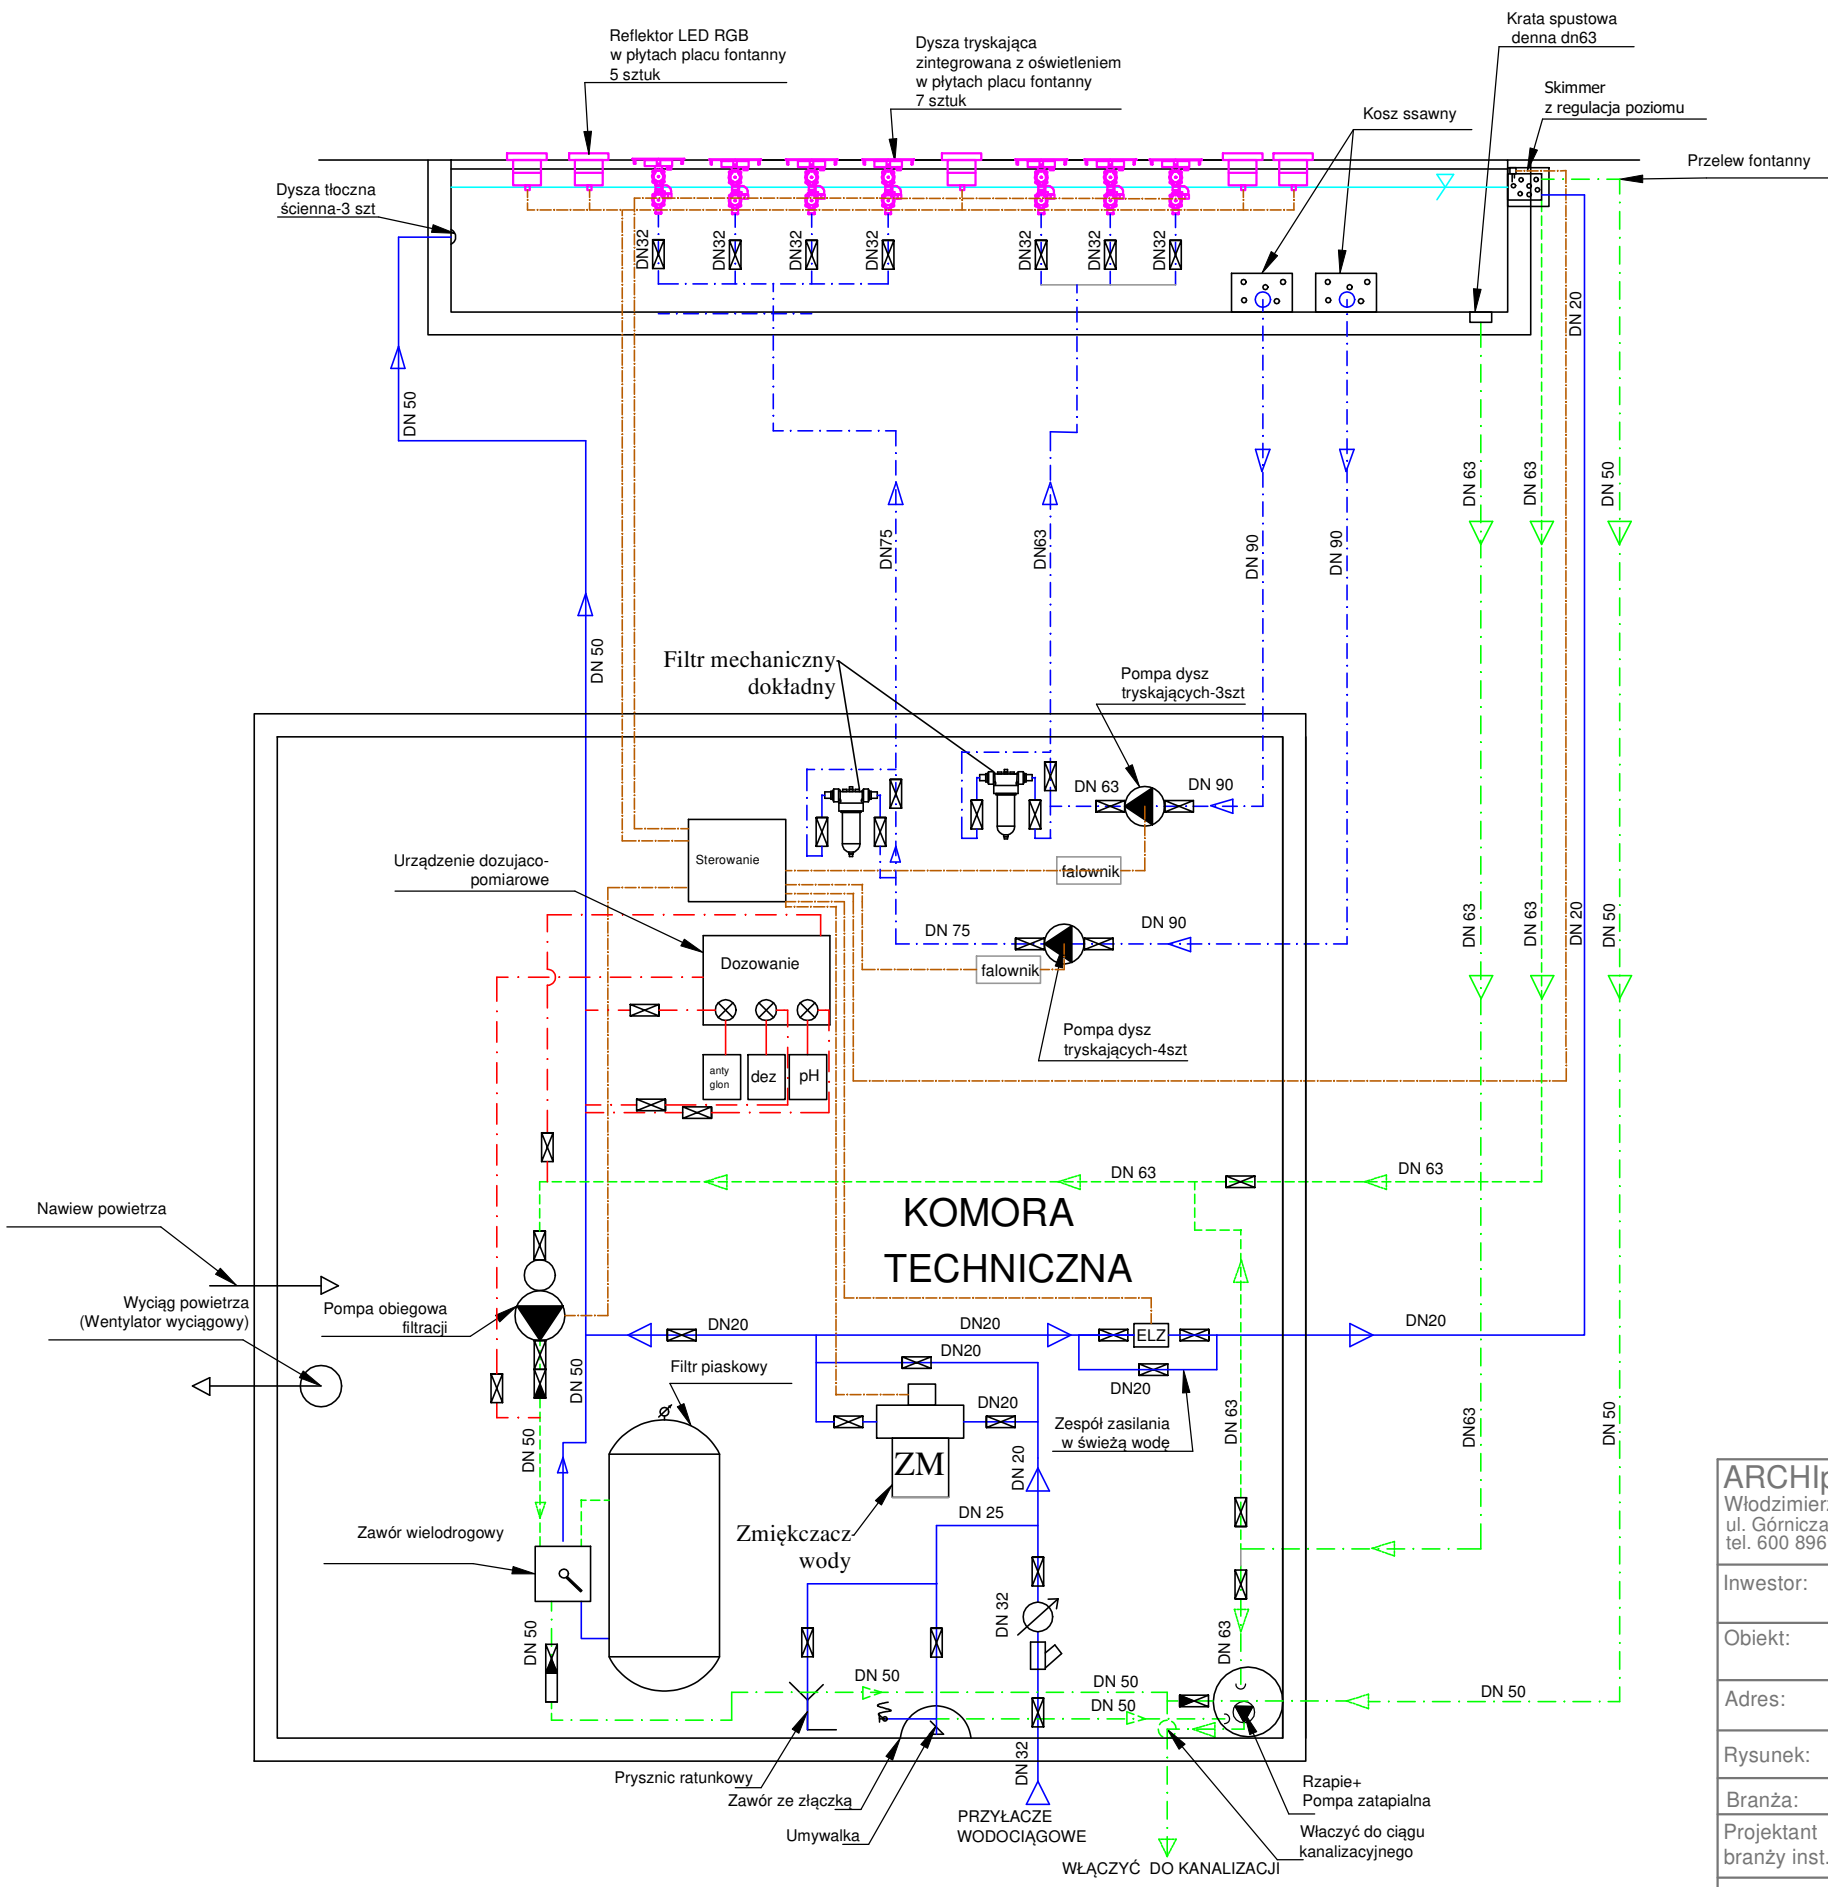 Reflektor LED RGB
w płytach placu fontanny
5 sztuk
Dysza tryskająca
zintegrowana z oświetleniem
w płytach placu fontanny
7 sztuk
Krata spustowa
denna dn63
Skimmer
z regulacja poziomu
Kosz ssawny
Przelew fontanny
Dysza tłoczna
ścienna-3 szt
DN32
DN32
DN32
DN32
DN32
DN32
DN32
DN 20
DN 50
DN 63
DN 63
DN 50
DN75
DN63
DN 90
DN 90
DN 50
Filtr mechaniczny
dokładny
Pompa dysz
tryskających-3szt
DN 63
DN 90
Sterowanie
falownik
Urządzenie dozujaco-
pomiarowe
DN 75
DN 90
DN 63
DN 63
DN 20
DN 50
Dozowanie
falownik
Pompa dysz
tryskających-4szt
anty
glon
dez
pH
DN 63
DN 63
KOMORA
TECHNICZNA
Nawiew powietrza
Wyciąg powietrza
(Wentylator wyciągowy)
Pompa obiegowa
filtracji
DN20
DN20
ELZ
DN20
DN20
Filtr piaskowy
DN 50
DN20
DN20
Zespół zasilania
w świeżą wodę
DN 63
DN63
DN 50
DN 50
ZM
DN 20
DN 25
Zmiękczacz
wody
Zawór wielodrogowy
DN 50
DN 32
DN 63
DN 50
DN 50
DN 50
DN 50
DN 32
Prysznic ratunkowy
Zawór ze złączką
Umywalka
PRZYŁACZE
WODOCIĄGOWE
Rzapie+
Pompa zatapialna
Właczyć do ciągu
kanalizacyjnego
WŁĄCZYĆ DO KANALIZACJI
ARCHIp
Włodzimierz
ul. Górnicza
tel. 600 896
Inwestor:
Obiekt:
Adres:
Rysunek:
Branża:
Projektant
branży inst.